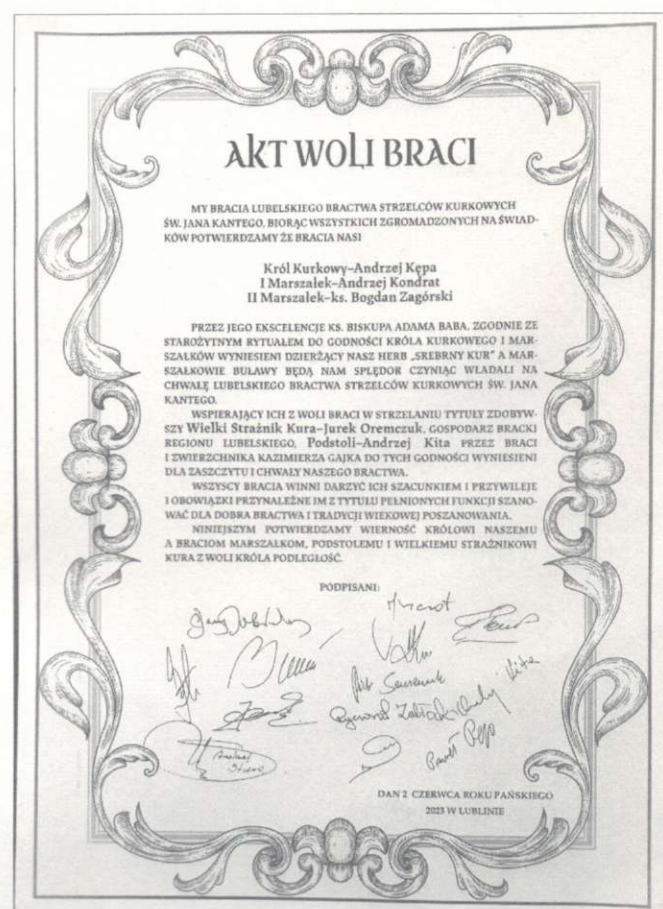 AKT WOLI BRACI
MY BRACIA LUBELSKIEGO BRACTWA STRZELCÓW KURKOWYCH
ŚW. JANA KANTEGO, BIORĄC WSZYSTKICH ZGROMADZONYCH NA ŚWIAD-
KÓW POTWIERDZAMY ŻE BRACIA NASI
Król Kurkowy–Andrzej Kępa
I Marszałek–Andrzej Kondrat
II Marszałek–ks. Bogdan Zagórski
PRZEZ JEGO EKSCELENCJE KS. BISKUPA ADAMA BABA, ZGODNIE ZE
STAROŻYTNYM RYTUAŁEM DO GODNOŚCI KRÓLA KURKOWEGO I MAR-
SZAŁKÓW WYNIESIENI DZIERŻĄCY NASZ HERB „SREBRNY KUR" A MAR-
SZAŁKOWIE BUŁAWY BĘDĄ NAM SPLĘDOR CZYNIĄC WŁADALI NA
CHWAŁĘ LUBELSKIEGO BRACTWA STRZELCÓW KURKOWYCH ŚW. JANA
KANTEGO.
WSPIERAJĄCY ICH Z WOLI BRACI W STRZELANIU TYTUŁY ZDOBYW-
SZY Wielki Strażnik Kura–Jurek Oremczuk, GOSPODARZ BRACKI
REGIONU LUBELSKIEGO, Podstoli–Andrzej Kita PRZEZ BRACI
I ZWIERZCHNIKA KAZIMIERZA GAJKA DO TYCH GODNOŚCI WYNIESIENI
DLA ZASZCZYTU I CHWAŁY NASZEGO BRACTWA.
WSZYSCY BRACIA WINNI DARZYĆ ICH SZACUNKIEM I PRZYWILEJE
I OBOWIĄZKI PRZYNALEŻNE IM Z TYTUŁU PEŁNIONYCH FUNKCJI SZANO-
WAĆ DLA DOBRA BRACTWA I TRADYCJI WIEKOWEJ POSZANOWANIA.
NINIEJSZYM POTWIERDZAMY WIERNOŚĆ KRÓLOWI NASZEMU
A BRACIOM MARSZAŁKOM, PODSTOLEMU I WIELKIEMU STRAŻNIKOWI
KURA Z WOLI KRÓLA PODLEGŁOŚĆ.
PODPISANI:
Kita
Andrzej
Paweł
DAN 2 CZERWCA ROKU PAŃSKIEGO
2023 W LUBLINIE